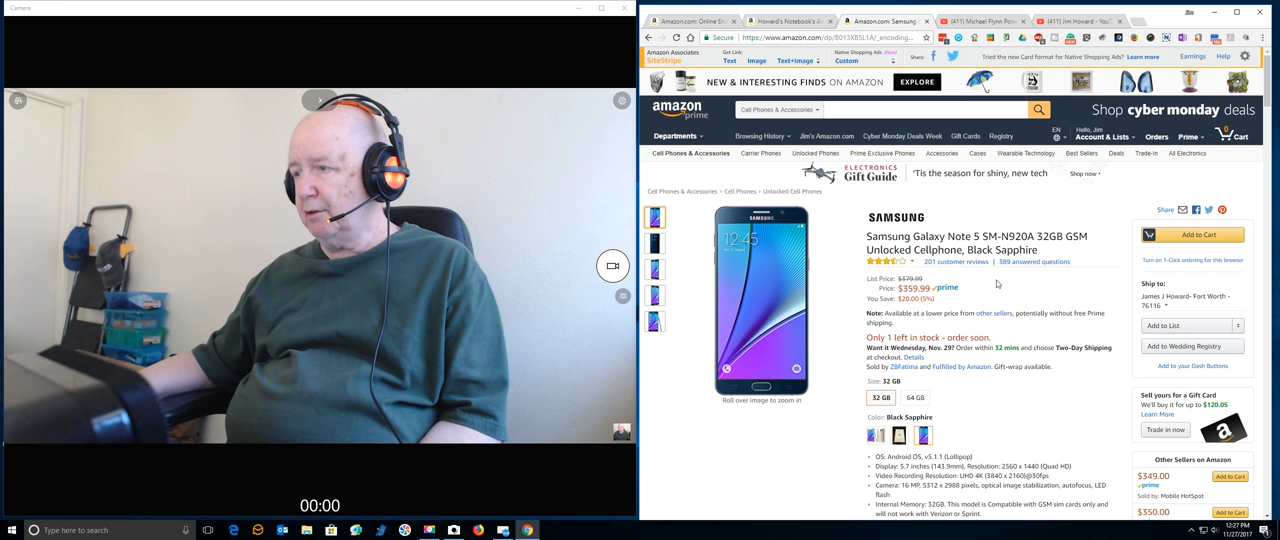 Camera
00:00
Amazon.com: Online Sh
Howard's Notebook's A
Amazon.com: Samsung
(411) Michael Flynn Poi
(411) Jim Howard - You
Secure
Amazon Associates
SiteStripe
Get Link:
Text
Image
Text+Image
Native Shopping Ads (New)
Custom
Share:
Tried the new Card format for Native Shopping Ads? Learn more
Earnings
Help
NEW & INTERESTING FINDS ON AMAZON
EXPLORE
amazon
prime
Cell Phones & Accessories
Shop cyber monday deals
Departments
Browsing History
Jim's Amazon.com
Cyber Monday Deals Week
Gift Cards
Registry
EN
Hello, Jim
Account & Lists
Orders
Prime
0
Cart
Cell Phones & Accessories
Carrier Phones
Unlocked Phones
Prime Exclusive Phones
Accessories
Cases
Wearable Technology
Best Sellers
Deals
Trade-In
All Electronics
ELECTRONICS
Gift Guide
'Tis the season for shiny, new tech
Shop now
Cell Phones & Accessories › Cell Phones › Unlocked Cell Phones
12:45
Roll over image to zoom in
SAMSUNG
Samsung Galaxy Note 5 SM-N920A 32GB GSM
Unlocked Cellphone, Black Sapphire
201 customer reviews | 389 answered questions
List Price: $379.99
Price: $359.99 prime
You Save: $20.00 (5%)
Note: Available at a lower price from other sellers, potentially without free Prime
shipping.
Only 1 left in stock - order soon.
Want it Wednesday, Nov. 29? Order within 32 mins and choose Two-Day Shipping
at checkout. Details
Sold by ZBFatima and Fulfilled by Amazon. Gift-wrap available.
Size: 32 GB
32 GB
64 GB
Color: Black Sapphire
OS: Android OS, v5.1.1 (Lollipop)
Display: 5.7 inches (143.9mm), Resolution: 2560 x 1440 (Quad HD)
Video Recording Resolution: UHD 4K (3840 x 2160)@30fps
Camera: 16 MP, 5312 x 2988 pixels, optical image stabilization, autofocus, LED
flash
Internal Memory: 32GB. This model is Compatible with GSM sim cards only and
will not work with Verizon or Sprint.
Share
Add to Cart
Turn on 1-Click ordering for this browser
Ship to:
James J Howard- Fort Worth -
76116
Add to List
Add to Wedding Registry
Add to your Dash Buttons
Sell yours for a Gift Card
We'll buy it for up to $120.05
Learn More
Trade in now
Other Sellers on Amazon
$349.00
prime
Add to Cart
Sold by: Mobile HotSpot
$350.00
Add to Cart
Type here to search
12:27 PM
11/27/2017